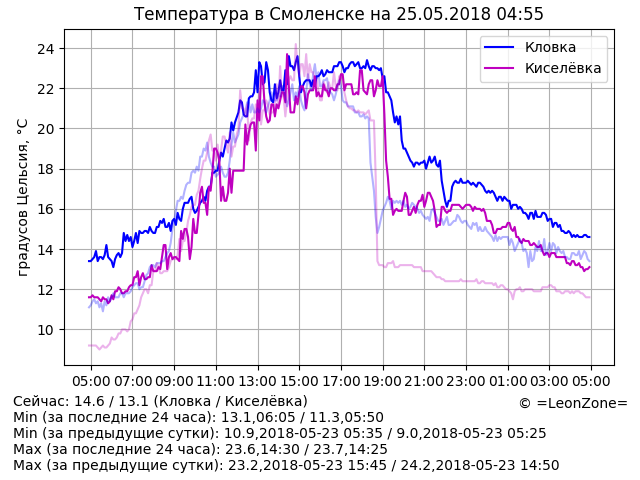 Температура в Смоленске на 25.05.2018 04:55
Кловка
Киселёвка
градусов Цельсия, °C
24
22
20
18
16
14
12
10
05:00 07:00 09:00 11:00 13:00 15:00 17:00 19:00 21:00 23:00 01:00 03:00 05:00
Сейчас: 14.6 / 13.1 (Кловка / Киселёвка)
© =LeonZone=
Min (за последние 24 часа): 13.1,06:05 / 11.3,05:50
Min (за предыдущие сутки): 10.9,2018-05-23 05:35 / 9.0,2018-05-23 05:25
Max (за последние 24 часа): 23.6,14:30 / 23.7,14:25
Max (за предыдущие сутки): 23.2,2018-05-23 15:45 / 24.2,2018-05-23 14:50